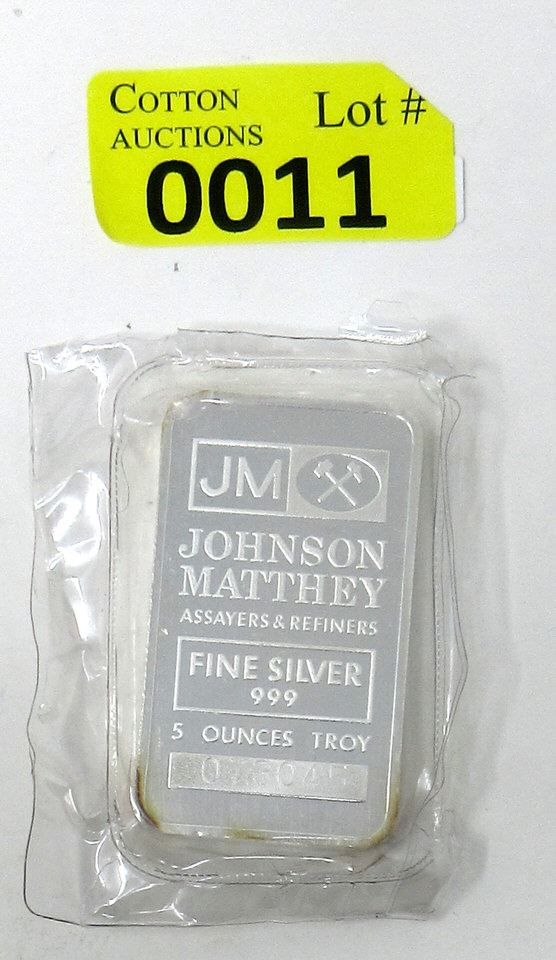 COTTON
AUCTIONS
Lot #
0011
JM
JOHNSON
MATTHEY
ASSAYERS & REFINERS
FINE SILVER
999
5 OUNCES TROY